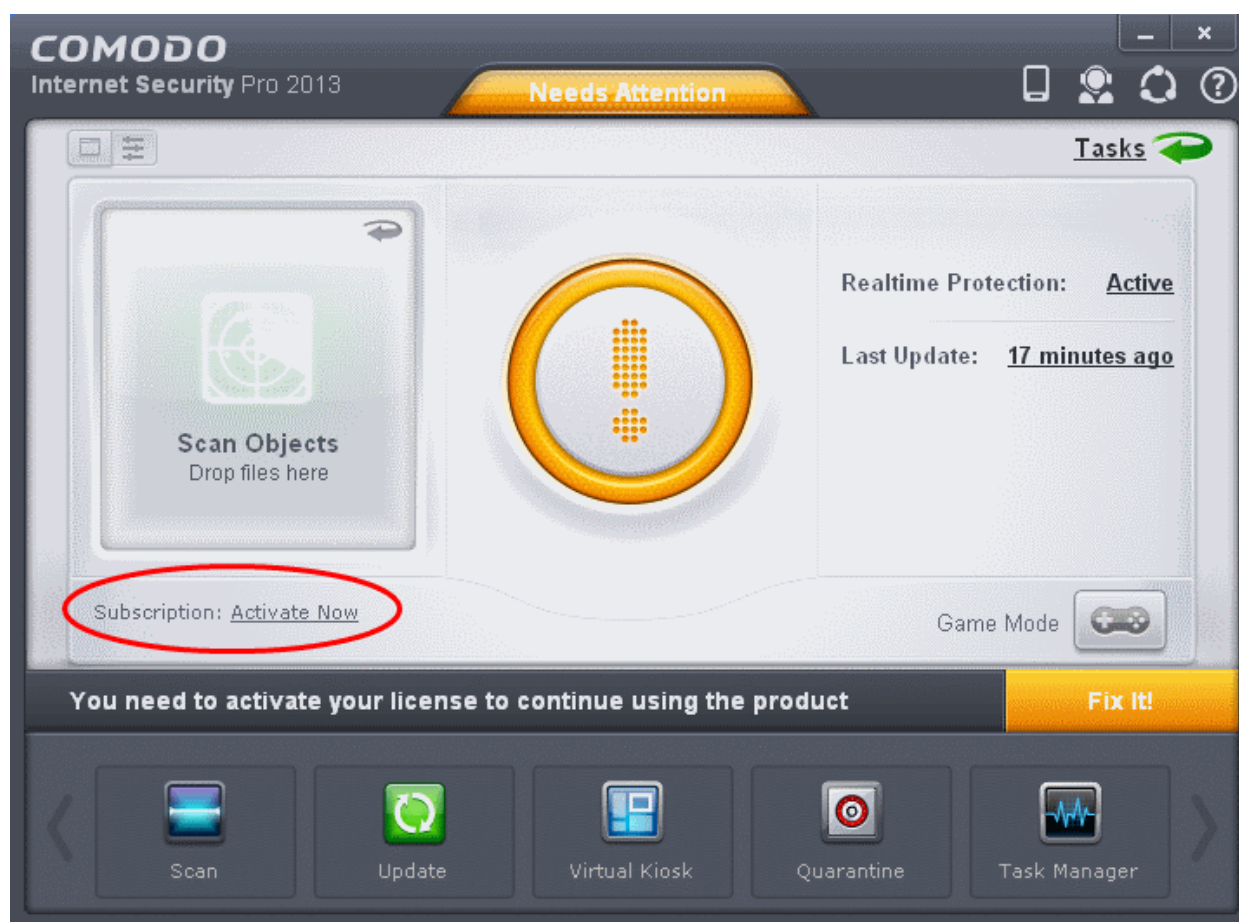 COMODO
Internet Security Pro 2013
Needs Attention
Tasks
Scan Objects
Drop files here
Realtime Protection: Active
Last Update: 17 minutes ago
Subscription: Activate Now
Game Mode
You need to activate your license to continue using the product
Fix It!
Scan
Update
Virtual Kiosk
Quarantine
Task Manager